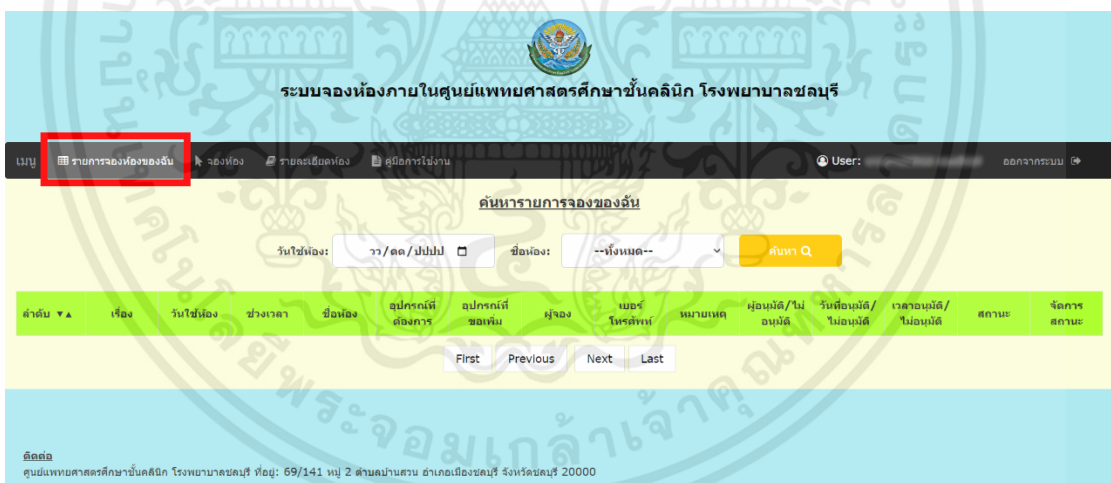 ระบบจองห้องภายในศูนย์แพทยศาสตรศึกษาชั้นคลินิก โรงพยาบาลชลบุรี
เมนู รายการจองห้องของฉัน จองห้อง รายละเอียดห้อง คู่มือการใช้งาน User: ออกจากระบบ
ค้นหารายการจองของฉัน
วันใช้ห้อง: วว/ดด/ปปปป ชื่อห้อง: --ทั้งหมด-- ค้นหา
ลำดับ ▼▲ เรื่อง วันใช้ห้อง ช่วงเวลา ชื่อห้อง อุปกรณ์ที่ต้องการ อุปกรณ์ที่ขอเพิ่ม ผู้จอง เบอร์โทรศัพท์ หมายเหตุ ผู้อนุมัติ/ไม่อนุมัติ วันที่อนุมัติ/ไม่อนุมัติ เวลาอนุมัติ/ไม่อนุมัติ สถานะ จัดการสถานะ
First Previous Next Last
ติดต่อ
ศูนย์แพทยศาสตรศึกษาชั้นคลินิก โรงพยาบาลชลบุรี ที่อยู่: 69/141 หมู่ 2 ตำบลบ้านสวน อำเภอเมืองชลบุรี จังหวัดชลบุรี 20000